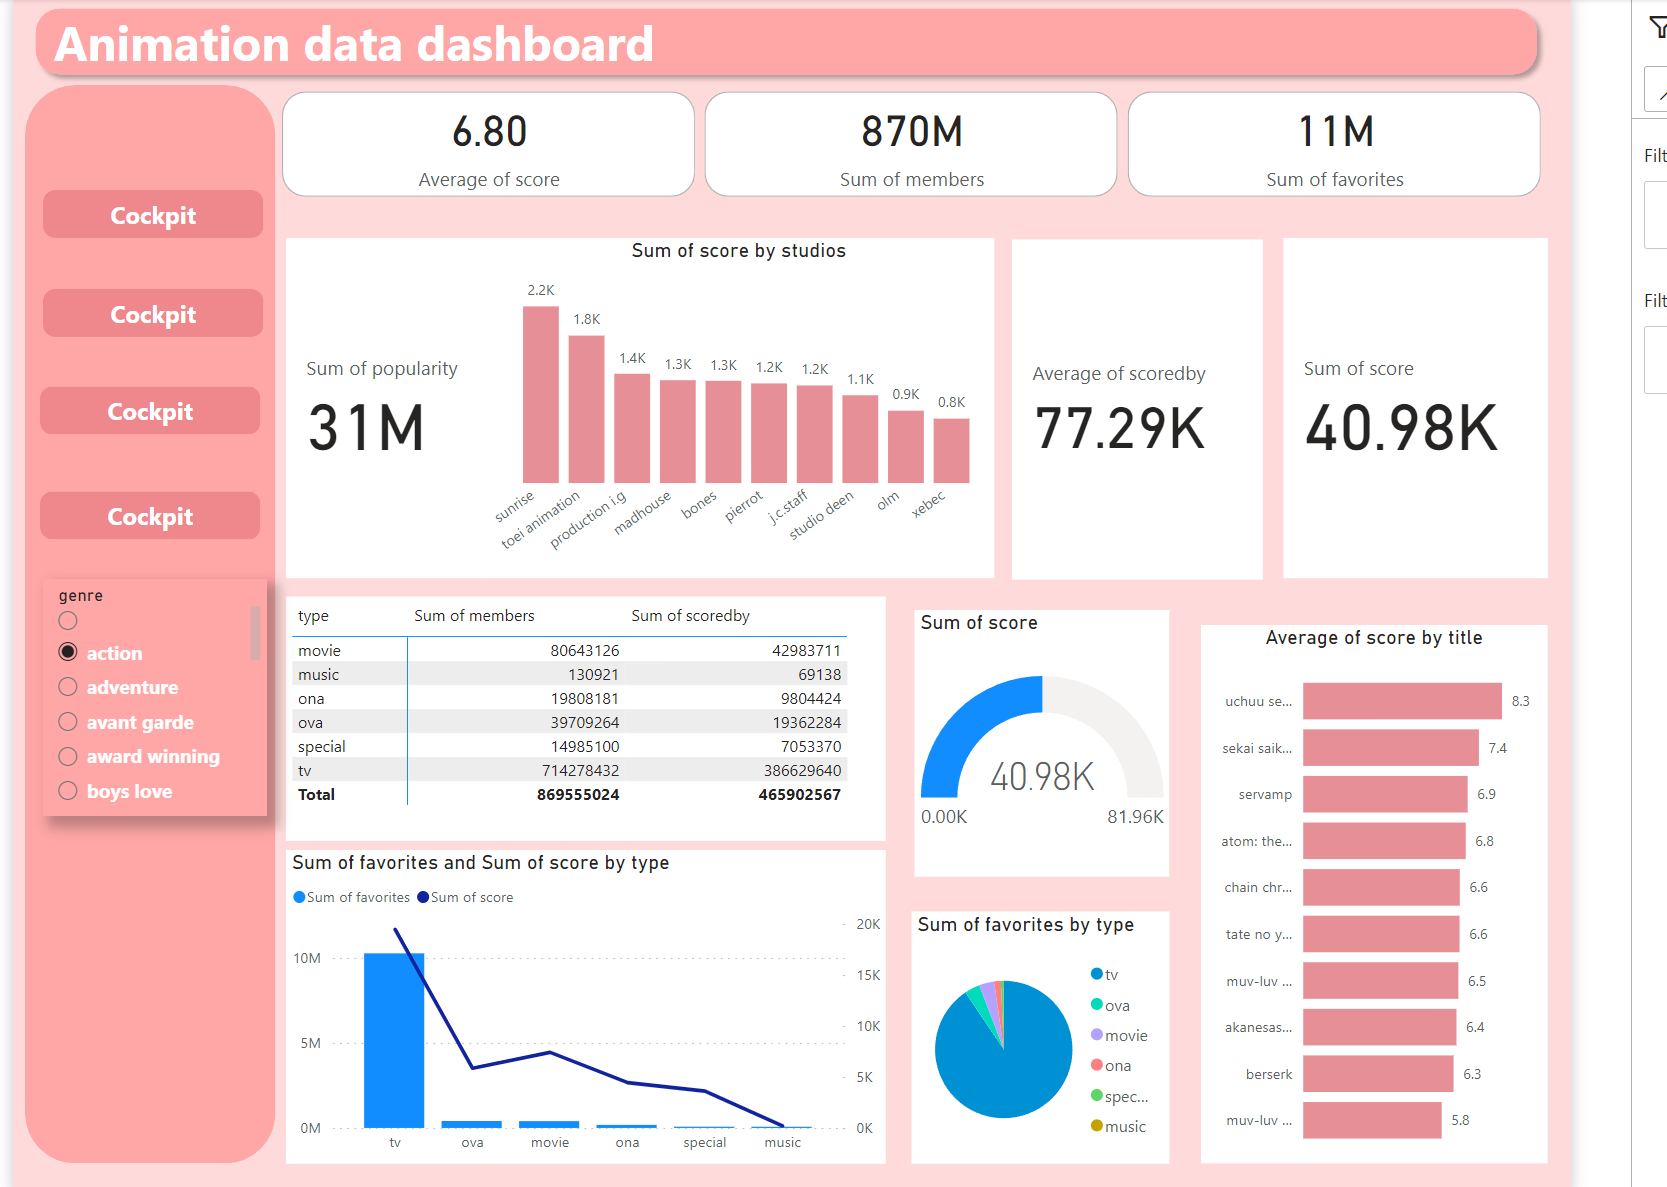 Animation data dashboard
6.80
Average of score
870M
Sum of members
11M
Sum of favorites
Cockpit
Cockpit
Cockpit
Cockpit
genre
action
adventure
avant garde
award winning
boys love
Sum of popularity
31M
Sum of score by studios
2.2K
1.8K
1.4K
1.3K
1.3K
1.2K
1.2K
1.1K
0.9K
0.8K
sunrise
toei animation
production i.g
madhouse
bones
pierrot
j.c.staff
studio deen
olm
xebec
Average of scoredby
77.29K
Sum of score
40.98K
type Sum of members Sum of scoredby
movie 80643126 42983711
music 130921 69138
ona 19808181 9804424
ova 39709264 19362284
special 14985100 7053370
tv 714278432 386629640
Total 869555024 465902567
Sum of score
40.98K
0.00K 81.96K
Average of score by title
uchuu se... 8.3
sekai saik... 7.4
servamp 6.9
atom: the... 6.8
chain chr... 6.6
tate no y... 6.6
muv-luv ... 6.5
akanesas... 6.4
berserk 6.3
muv-luv ... 5.8
Sum of favorites and Sum of score by type
Sum of favorites Sum of score
10M
5M
0M
20K
15K
10K
5K
0K
tv ova movie ona special music
Sum of favorites by type
tv
ova
movie
ona
spec...
music
Filt
Filt